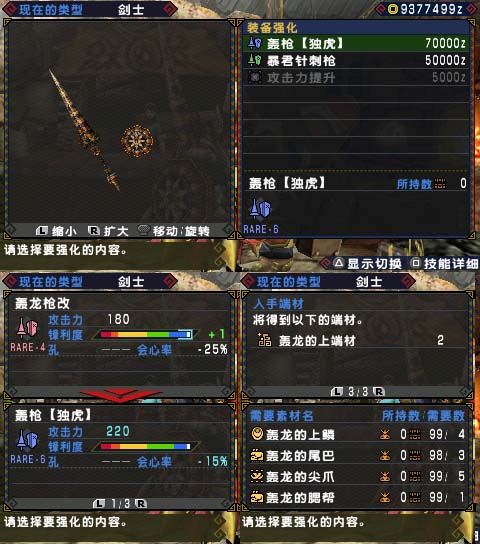 现在的类型 剑士
9377499z
装备强化
轰枪【独虎】 70000z
暴君针刺枪 50000z
攻击力提升 5000z
轰枪【独虎】 所持数 0
RARE-6
L 缩小 R 扩大 移动/旋转
请选择要强化的内容。
△显示切换 □技能详细
现在的类型 剑士
轰龙枪改
攻击力 180
锋利度 +1
RARE-4 孔 --- 会心率 -25%
轰枪【独虎】
攻击力 220
锋利度
RARE-6 孔 --- 会心率 -15%
L 1/3 R
请选择要强化的内容。
现在的类型 剑士
入手端材
将得到以下的端材。
轰龙的上端材 2
L 3/3 R
需要素材名 所持数/需要数
轰龙的上鳞 0 99/ 4
轰龙的尾巴 0 98/ 3
轰龙的尖爪 0 99/ 5
轰龙的腮帮 0 99/ 1
请选择要强化的内容。